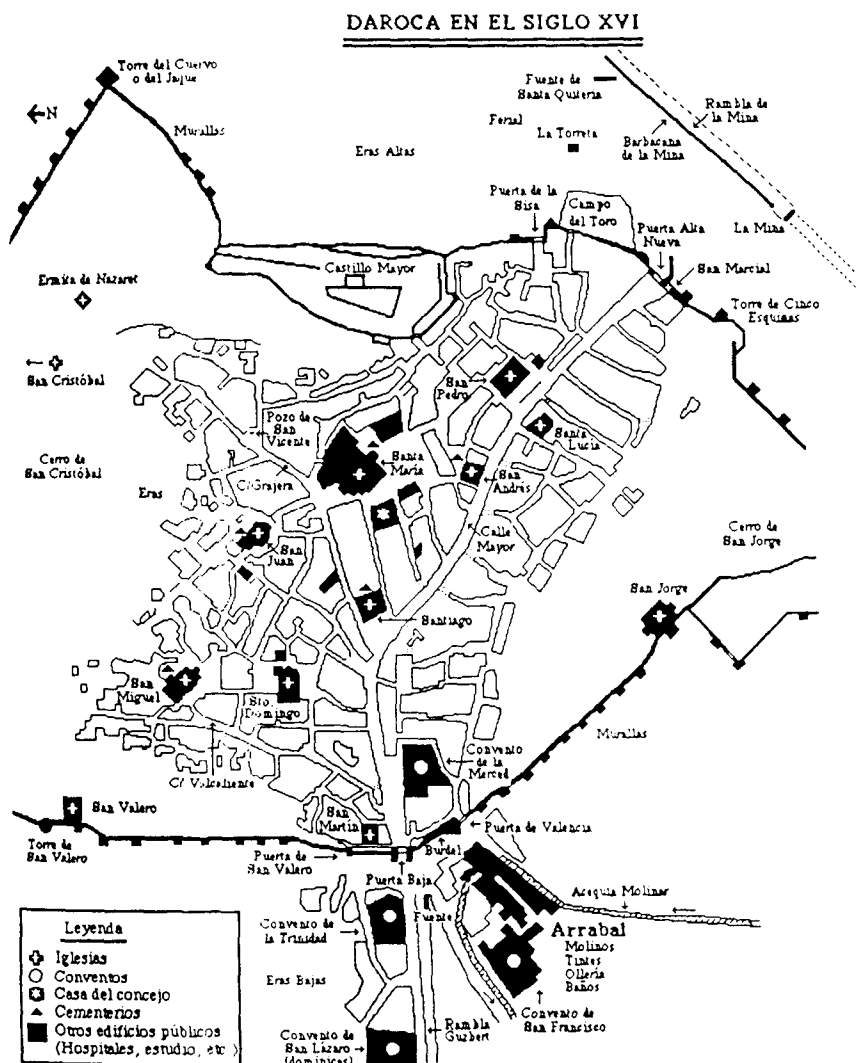 DAROCA EN EL SIGLO XVI
Torre del Cuervo
o del Jaque
N
Murallas
Eras Altas
Fuente de
Santa Quiteria
Ferial
La Torreta
Rambla de
la Mina
Barbacana
de la Mina
Puerta de la
Sisa
Campo
del Toro
Puerta Alta
Nueva
La Mina
San Marcial
Torre de Cinco
Esquinas
Castillo Mayor
Ermita de Nazaret
San Cristóbal
San
Pedro
Santa
Lucía
Pozo de
San
Vicente
Santa
María
San
Andrés
Cerro de
San Cristóbal
C/ Grajera
Eras
Calle
Mayor
Cerro de
San Jorge
San
Juan
San Jorge
Santiago
San
Miguel
Sto.
Domingo
Murallas
Convento
de la
Merced
C/ Valcaliente
San Valero
San
Martín
Puerta de Valencia
Torre de
San Valero
Puerta de
San Valero
Burdel
Puerta Baja
Acequia Molinar
Fuente
Convento de
la Trinidad
Arrabal
Molinos
Tintes
Ollería
Baños
Eras Bajas
Convento de
San Francisco
Rambla
Guzbert
Convento de
San Lázaro
(dominicas)
Leyenda
Iglesias
Conventos
Casa del concejo
Cementerios
Otros edificios públicos
(Hospitales, estudio, etc.)